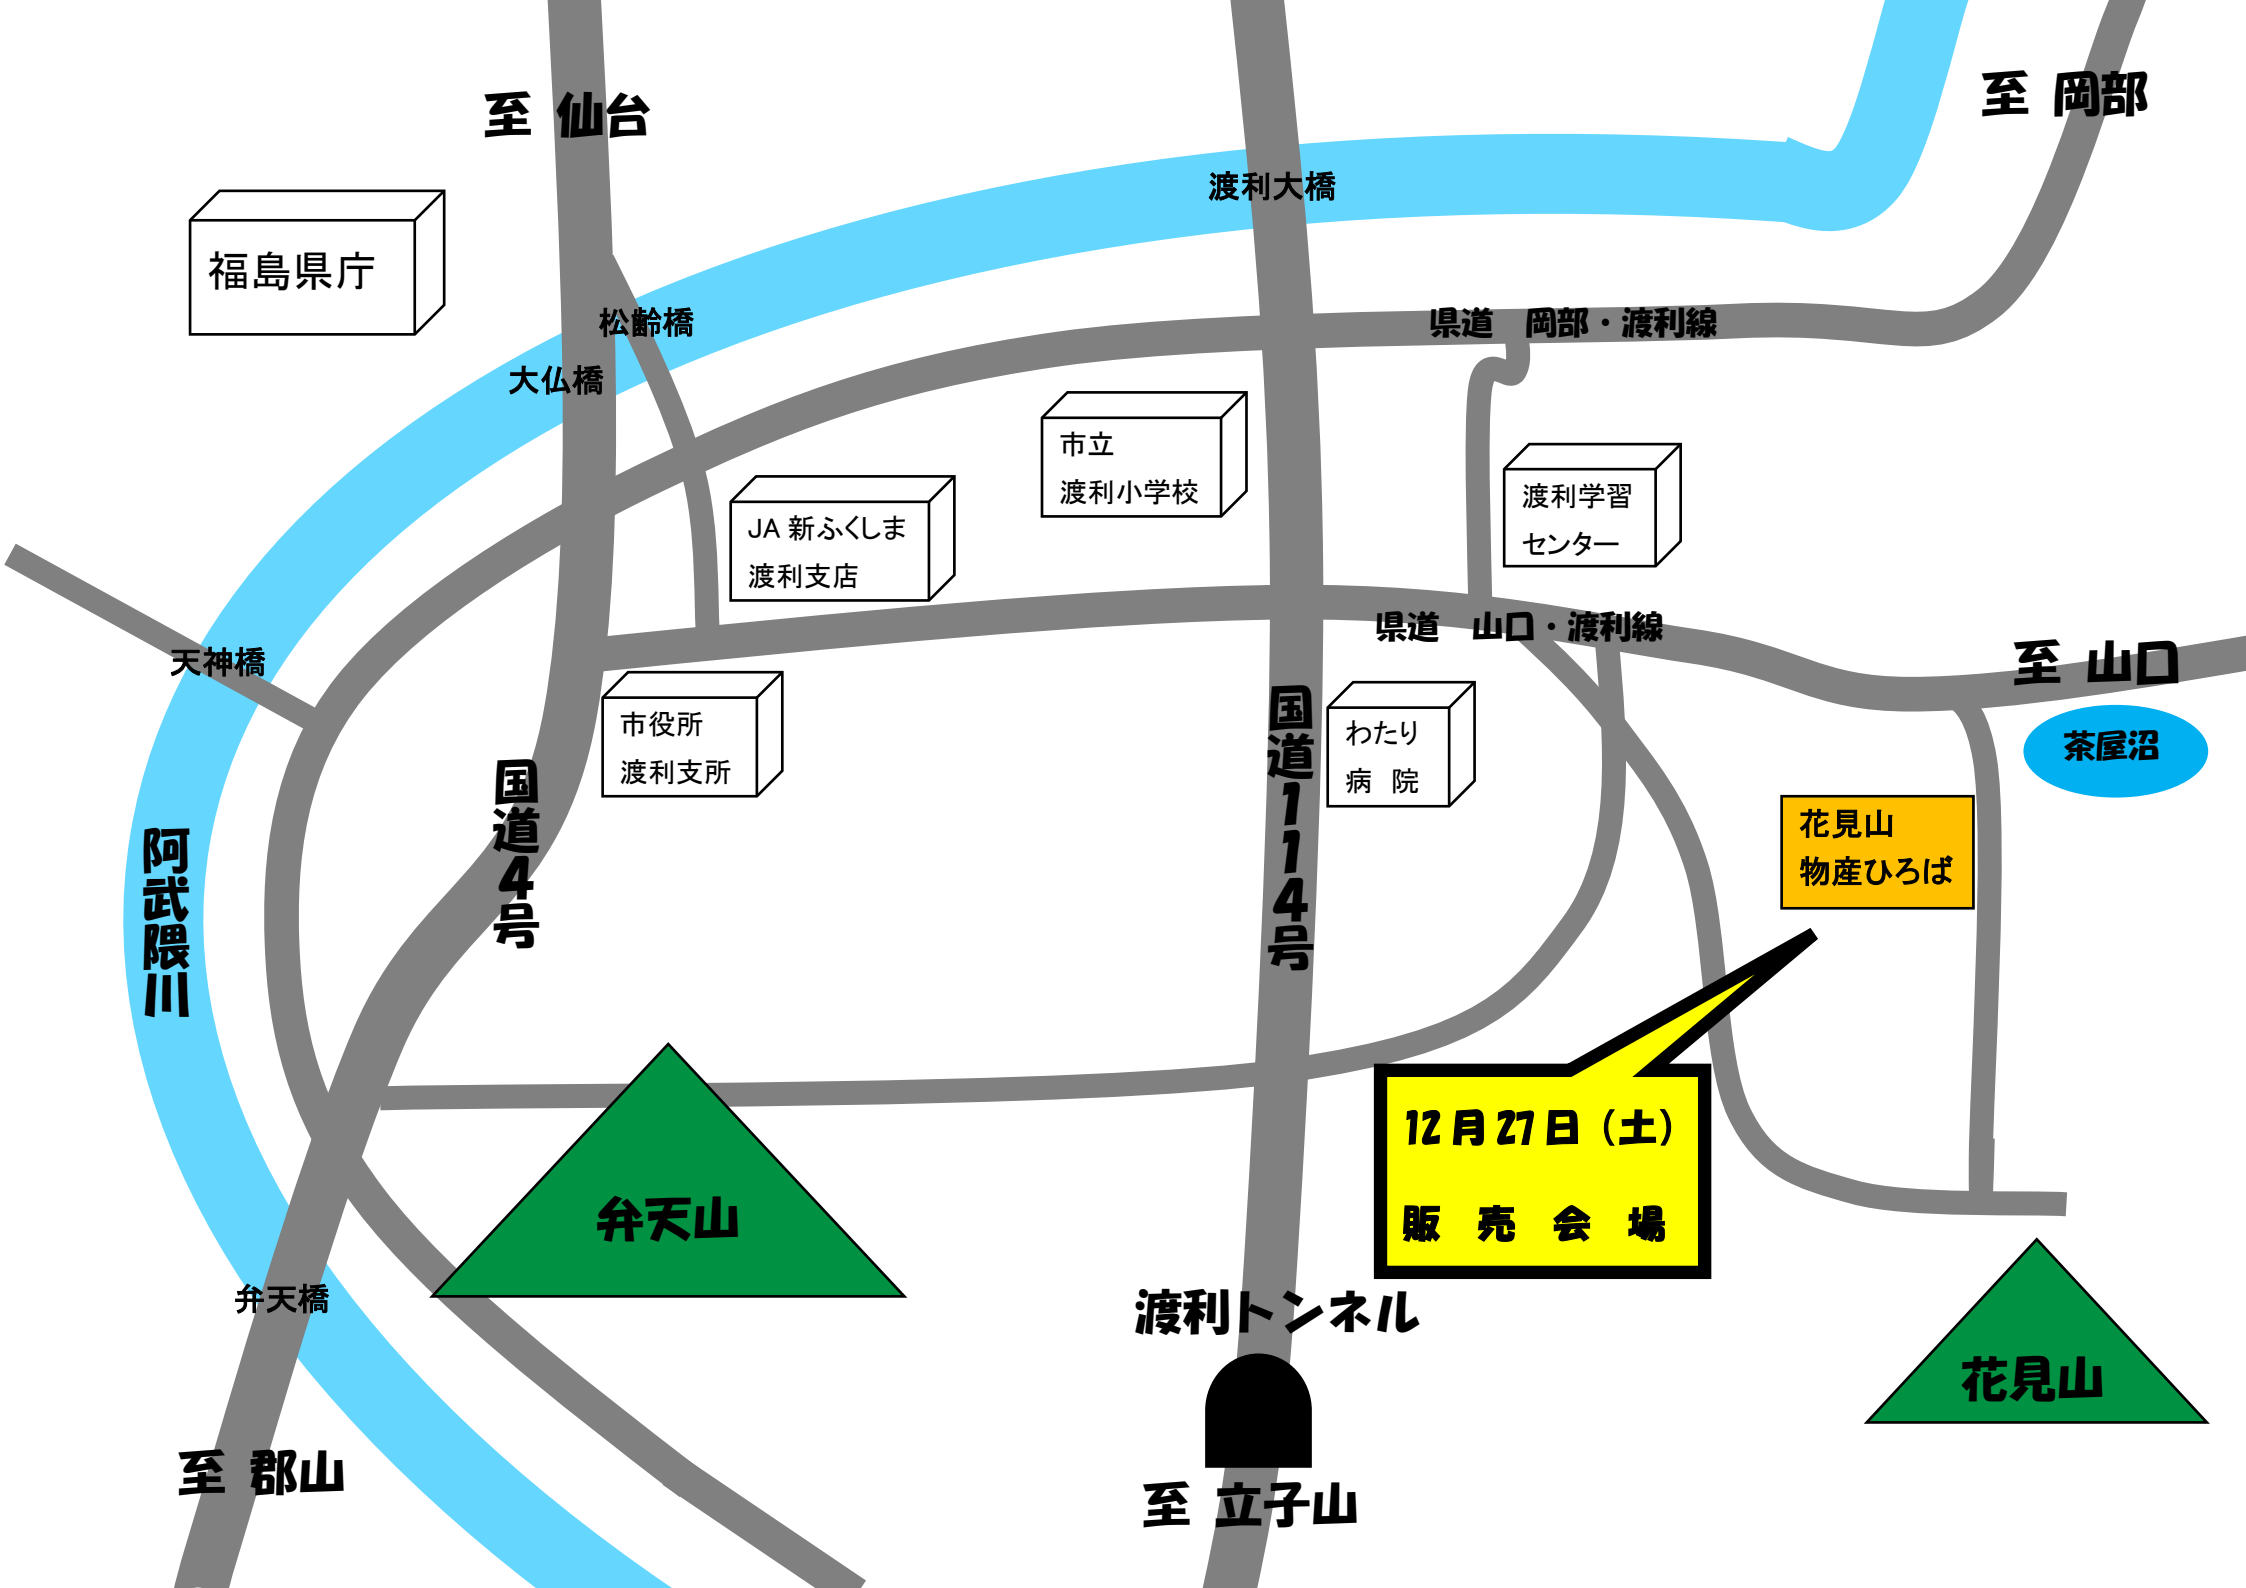 至 仙台
至 岡部
渡利大橋
福島県庁
松齢橋
県道 岡部・渡利線
大仏橋
市立
渡利小学校
渡利学習
センター
JA 新ふくしま
渡利支店
県道 山口・渡利線
至 山口
天神橋
市役所
渡利支所
国道114号
わたり
病 院
茶屋沼
国道4号
花見山
物産ひろば
阿武隈川
12月27日(土)
販 売 会 場
弁天山
弁天橋
渡利トンネル
花見山
至 郡山
至 立子山